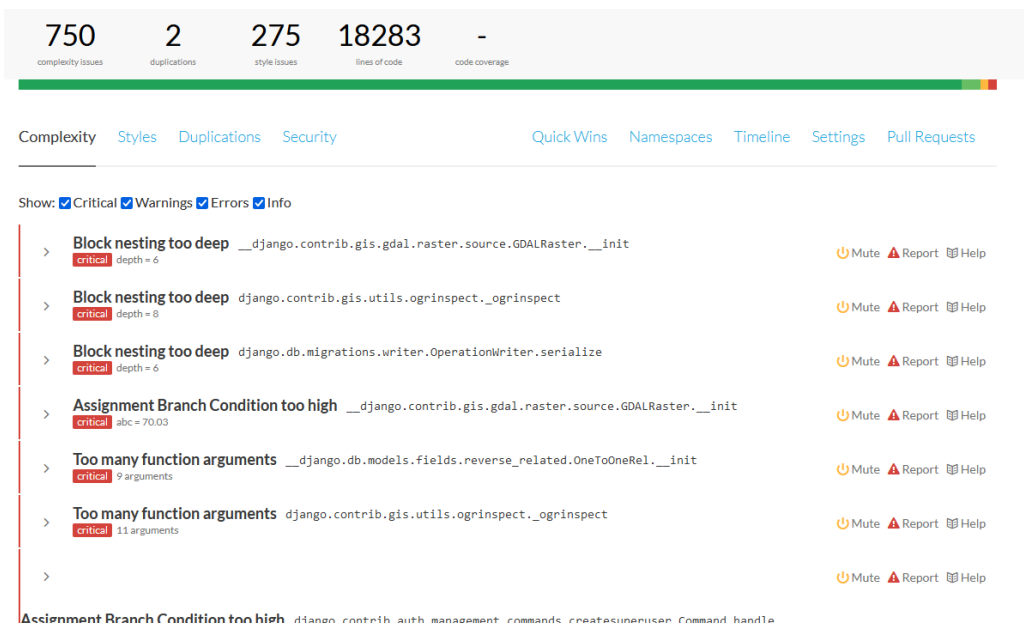 750 2 275 18283 -
complexity issues duplications style issues lines of code code coverage
Complexity Styles Duplications Security Quick Wins Namespaces Timeline Settings Pull Requests
Show: Critical Warnings Errors Info
Block nesting too deep __django.contrib.gis.gdal.raster.source.GDALRaster.__init
critical depth = 6
Mute Report Help
Block nesting too deep django.contrib.gis.utils.ogrinspect._ogrinspect
critical depth = 8
Mute Report Help
Block nesting too deep django.db.migrations.writer.OperationWriter.serialize
critical depth = 6
Mute Report Help
Assignment Branch Condition too high __django.contrib.gis.gdal.raster.source.GDALRaster.__init
critical abc = 70.03
Mute Report Help
Too many function arguments __django.db.models.fields.reverse_related.OneToOneRel.__init
critical 9 arguments
Mute Report Help
Too many function arguments django.contrib.gis.utils.ogrinspect._ogrinspect
critical 11 arguments
Mute Report Help
Mute Report Help
Assignment Branch Condition too high django.contrib.auth.management.commands.createsuperuser.Command.handle